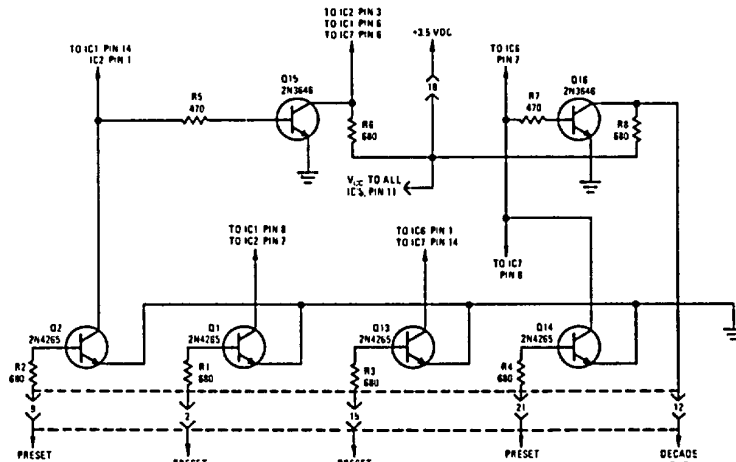 TO IC1 PIN 14
IC2 PIN 1
TO IC2 PIN 3
TO IC1 PIN 6
TO IC7 PIN 6
+3.5 VDC
TO IC6
PIN 7
Q15
2N3646
Q16
2N3646
R5
470
18
R7
470
R6
680
R8
680
VCC TO ALL
ICS, PIN 11
TO IC1 PIN 8
TO IC2 PIN 7
TO IC6 PIN 1
TO IC7 PIN 14
TO IC7
PIN 8
Q2
2N4265
Q1
2N4265
Q13
2N4265
Q14
2N4265
R2
680
R1
680
R3
680
R4
680
9
2
15
21
12
PRESET
PRESET
PRESET
PRESET
DECADE